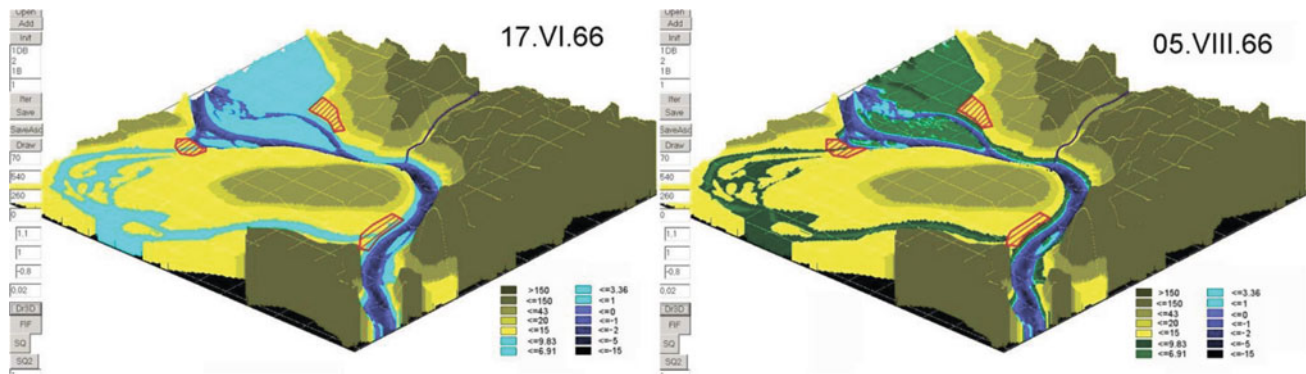 Open
Add
Init
1DB
2
1B
1
Iter
Save
SaveAsc
Draw
70
540
260
0
1,1
1
-0,8
0,02
Dr3D
FIF
SQ
SQ2
17.VI.66
>150
<=150
<=43
<=20
<=15
<=9.83
<=6.91
<=3.36
<=1
<=0
<=-1
<=-2
<=-5
<=-15
Open
Add
Init
1DB
2
1B
1
Iter
Save
SaveAsc
Draw
70
540
260
0
1,1
1
-0,8
0,02
Dr3D
FIF
SQ
SQ2
05.VIII.66
>150
<=150
<=43
<=20
<=15
<=9.83
<=6.91
<=3.36
<=1
<=0
<=-1
<=-2
<=-5
<=-15